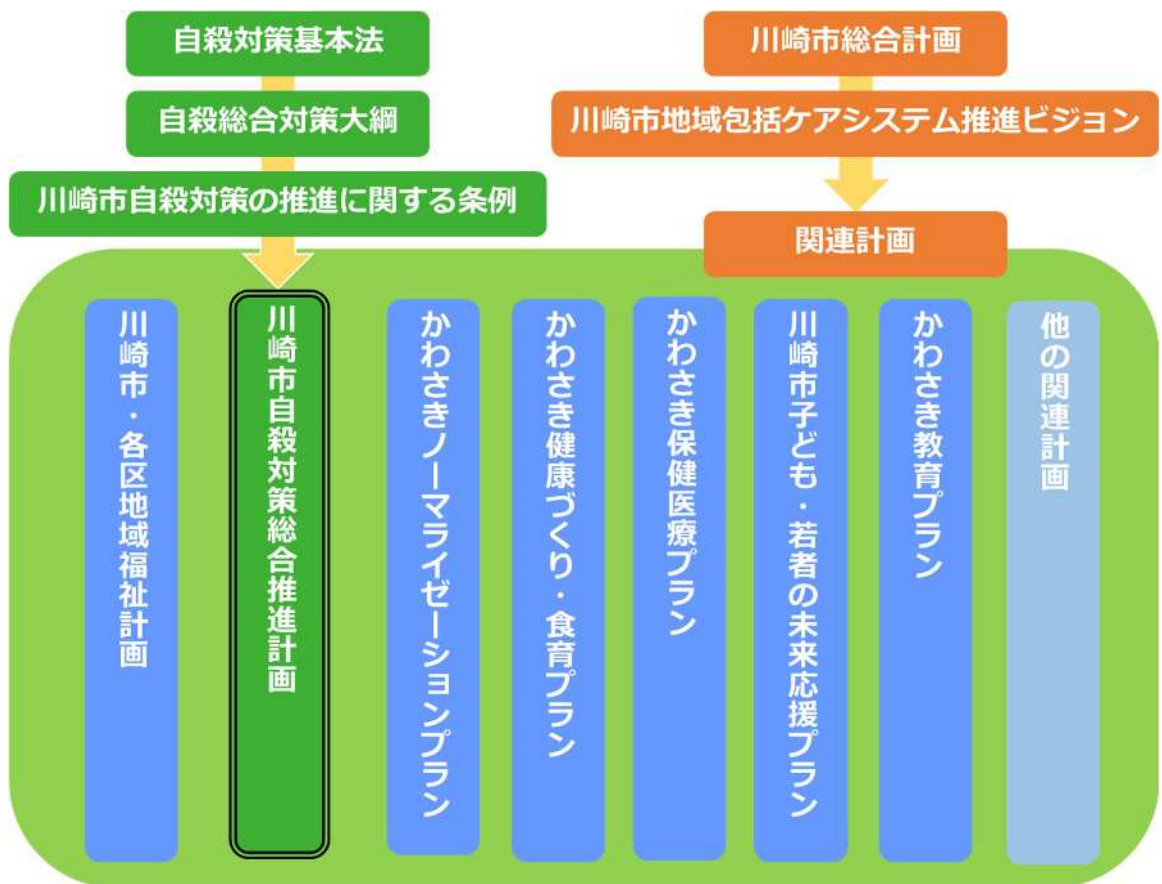 自殺対策基本法
自殺総合対策大綱
川崎市自殺対策の推進に関する条例
川崎市総合計画
川崎市地域包括ケアシステム推進ビジョン
関連計画
川崎市・各区地域福祉計画
川崎市自殺対策総合推進計画
かわさきノーマライゼーションプラン
かわさき健康づくり・食育プラン
かわさき保健医療プラン
川崎市子ども・若者の未来応援プラン
かわさき教育プラン
他の関連計画